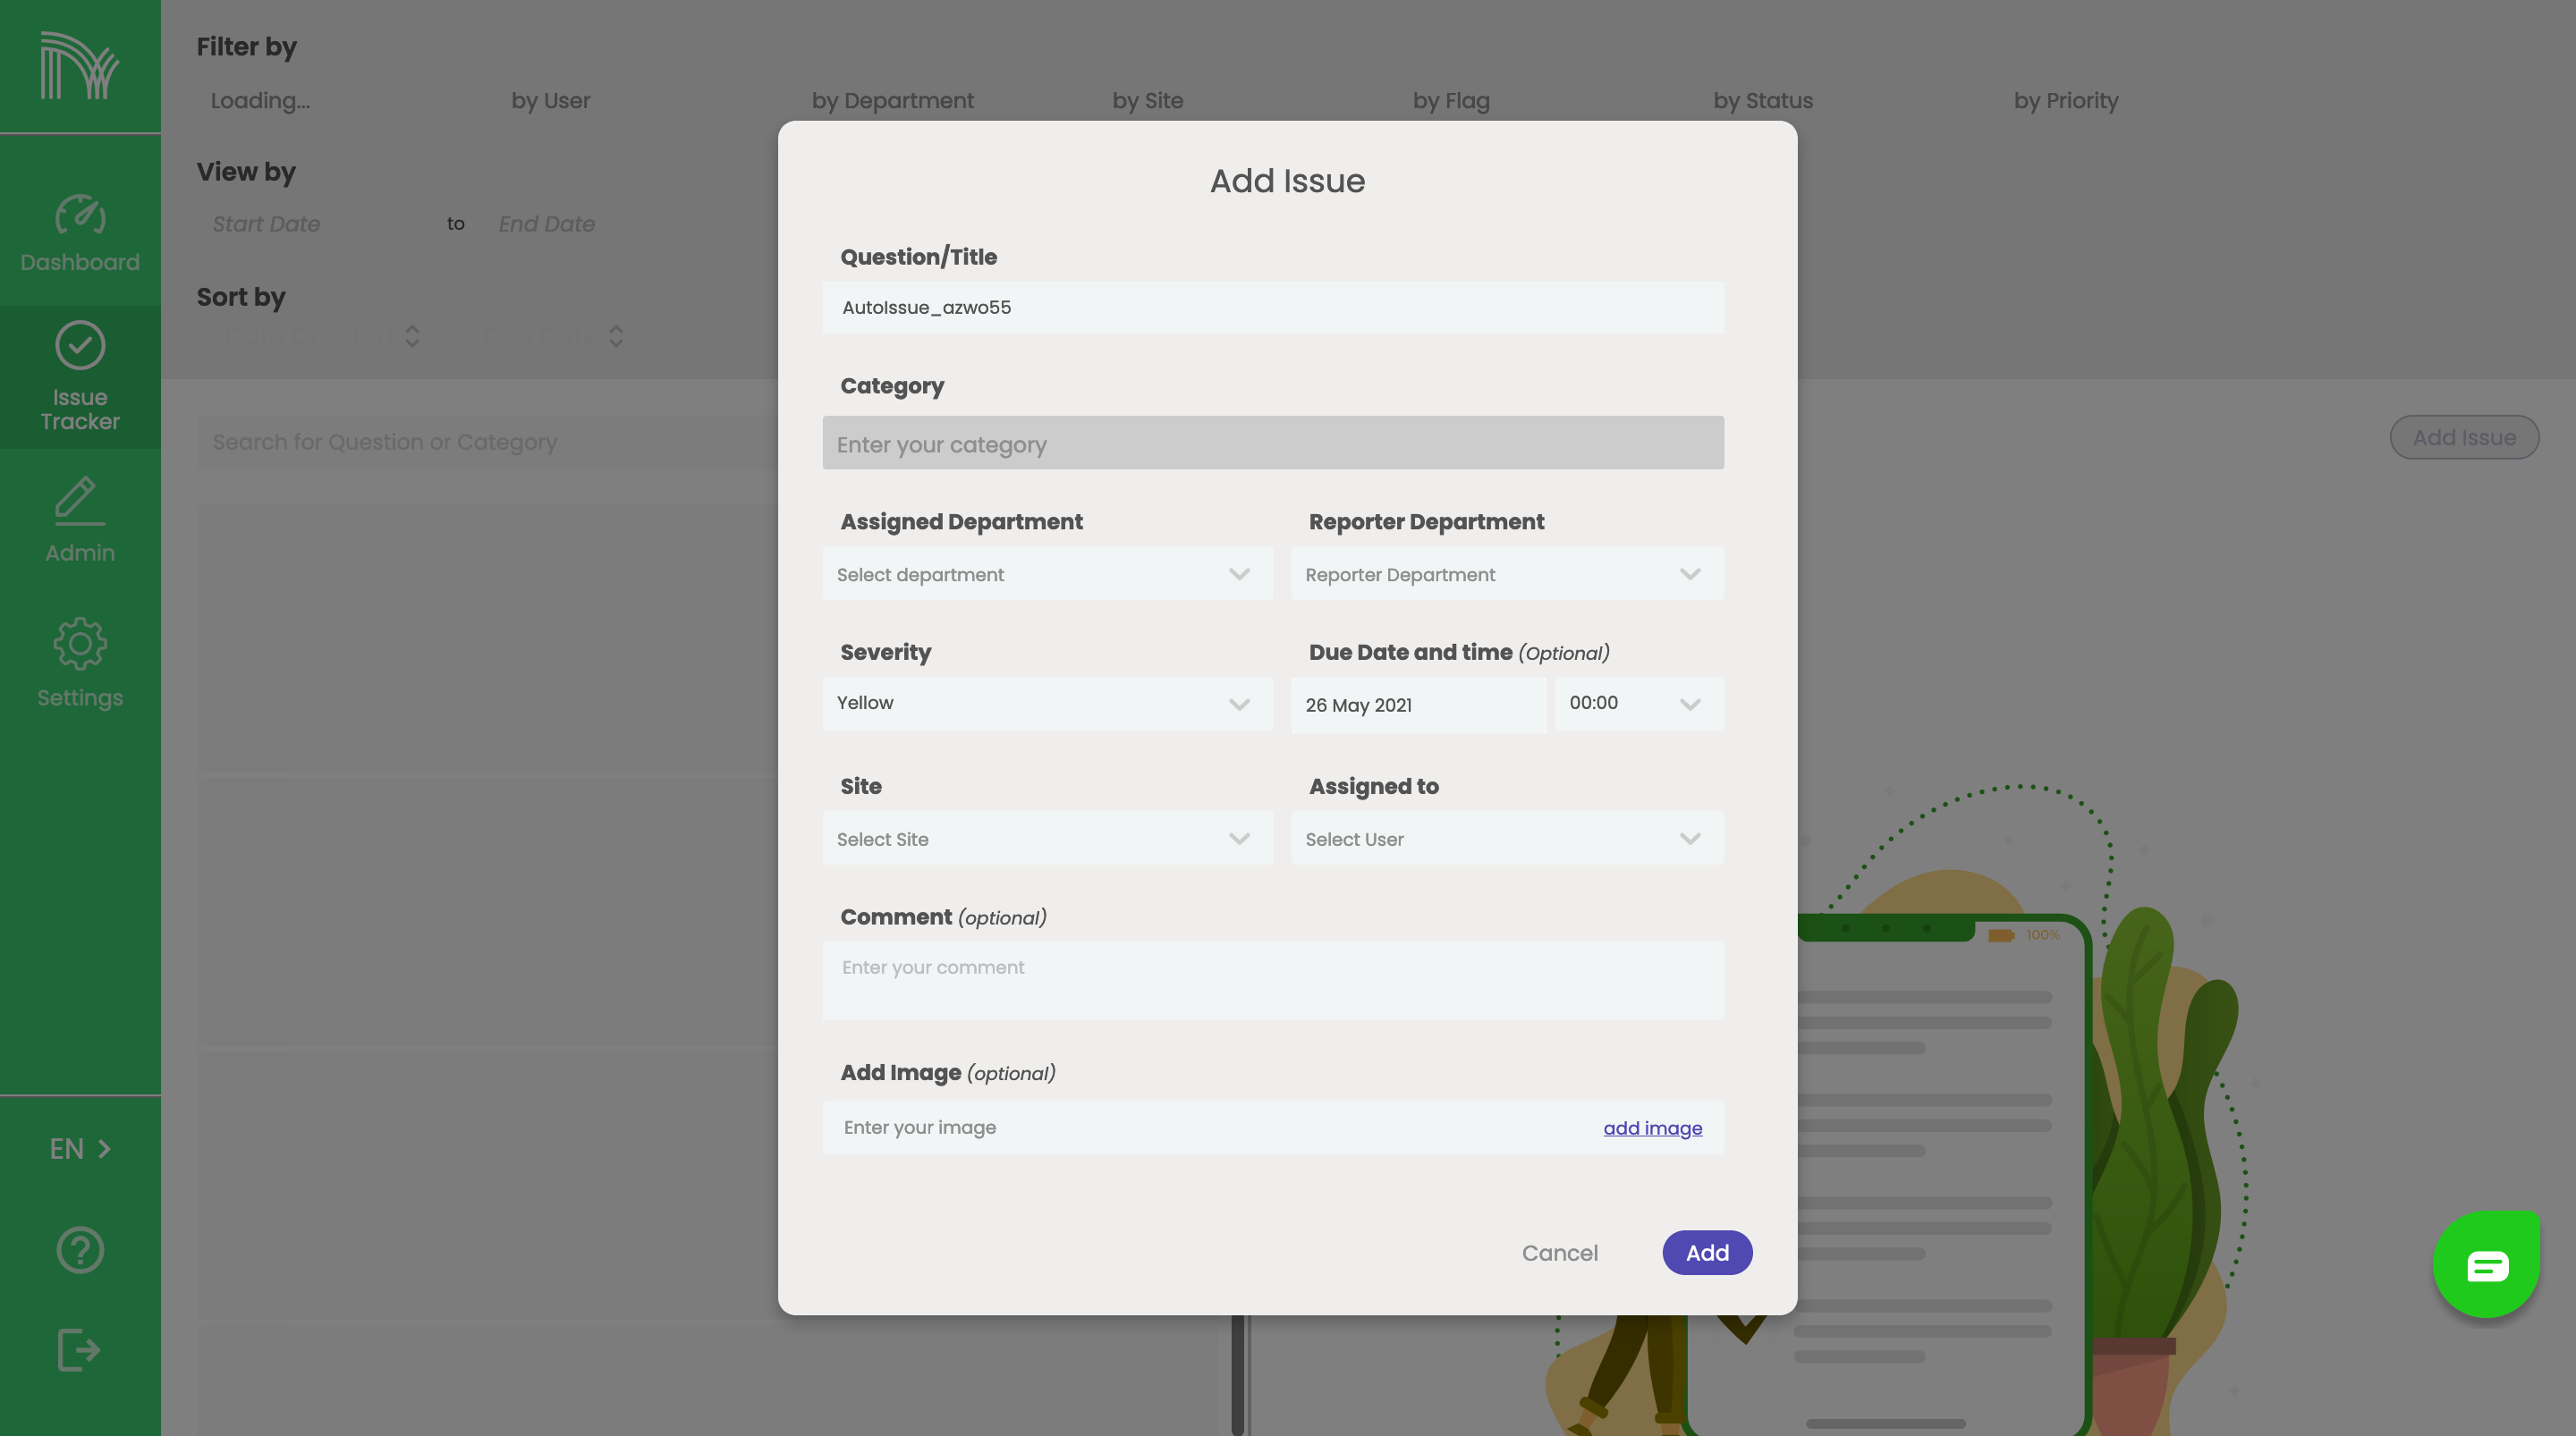 Filter by
Loading...
by User
by Department
by Site
by Flag
by Status
by Priority
View by
Start Date
to
End Date
Sort by
Date Created
Due Date
Search for Question or Category
Add Issue
Dashboard
Issue
Tracker
Admin
Settings
EN
Add Issue
Question/Title
AutoIssue_azwo55
Category
Enter your category
Assigned Department
Reporter Department
Select department
Reporter Department
Severity
Due Date and time (Optional)
Yellow
26 May 2021
00:00
Site
Assigned to
Select Site
Select User
Comment (optional)
Enter your comment
Add Image (optional)
Enter your image
add image
Cancel
Add
100%